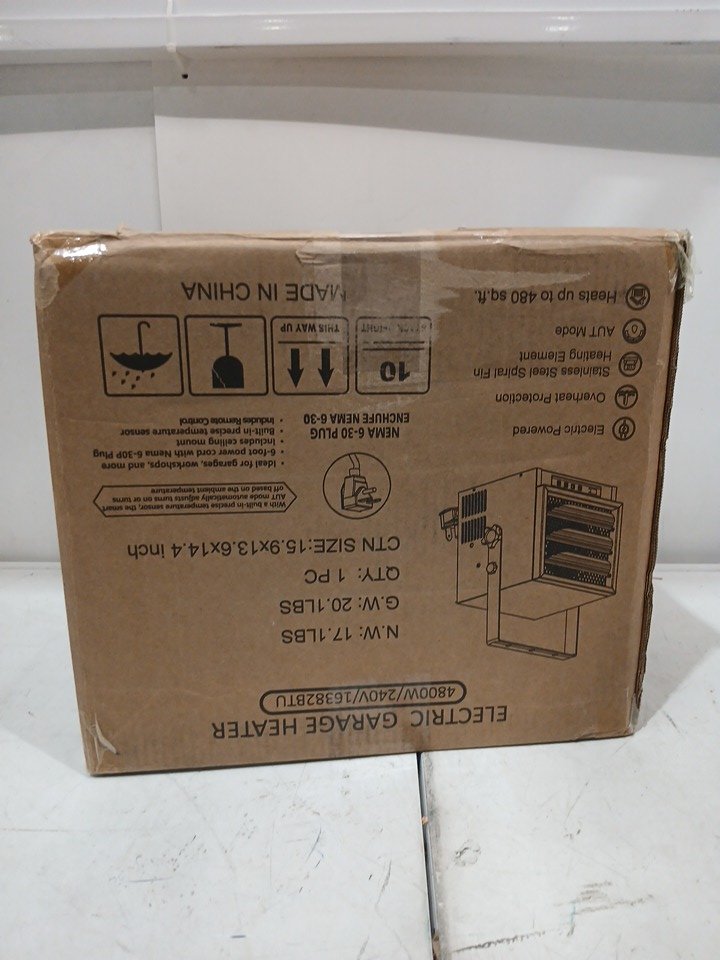 ELECTRIC GARAGE HEATER
4800W/240V/16382BTU
N.W: 17.1LBS
G.W: 20.1LBS
QTY: 1 PC
CTN SIZE:15.9x13.6x14.4 inch
With a built-in precise temperature sensor, the smart
AUT mode automatically adjusts turns on or turns
off based on the ambient temperature
• Ideal for garages, workshops, and more
• 6-foot power cord with Nema 6-30P Plug
• Includes ceiling mount
• Built-in precise temperature sensor
• Includes Remote Control
NEMA 6-30 PLUG
ENCHUFE NEMA 6-30
Electric Powered
Overheat Protection
Stainless Steel Spiral Fin
Heating Element
AUT Mode
Heats up to 480 sq.ft.
10
THIS WAY UP
MADE IN CHINA